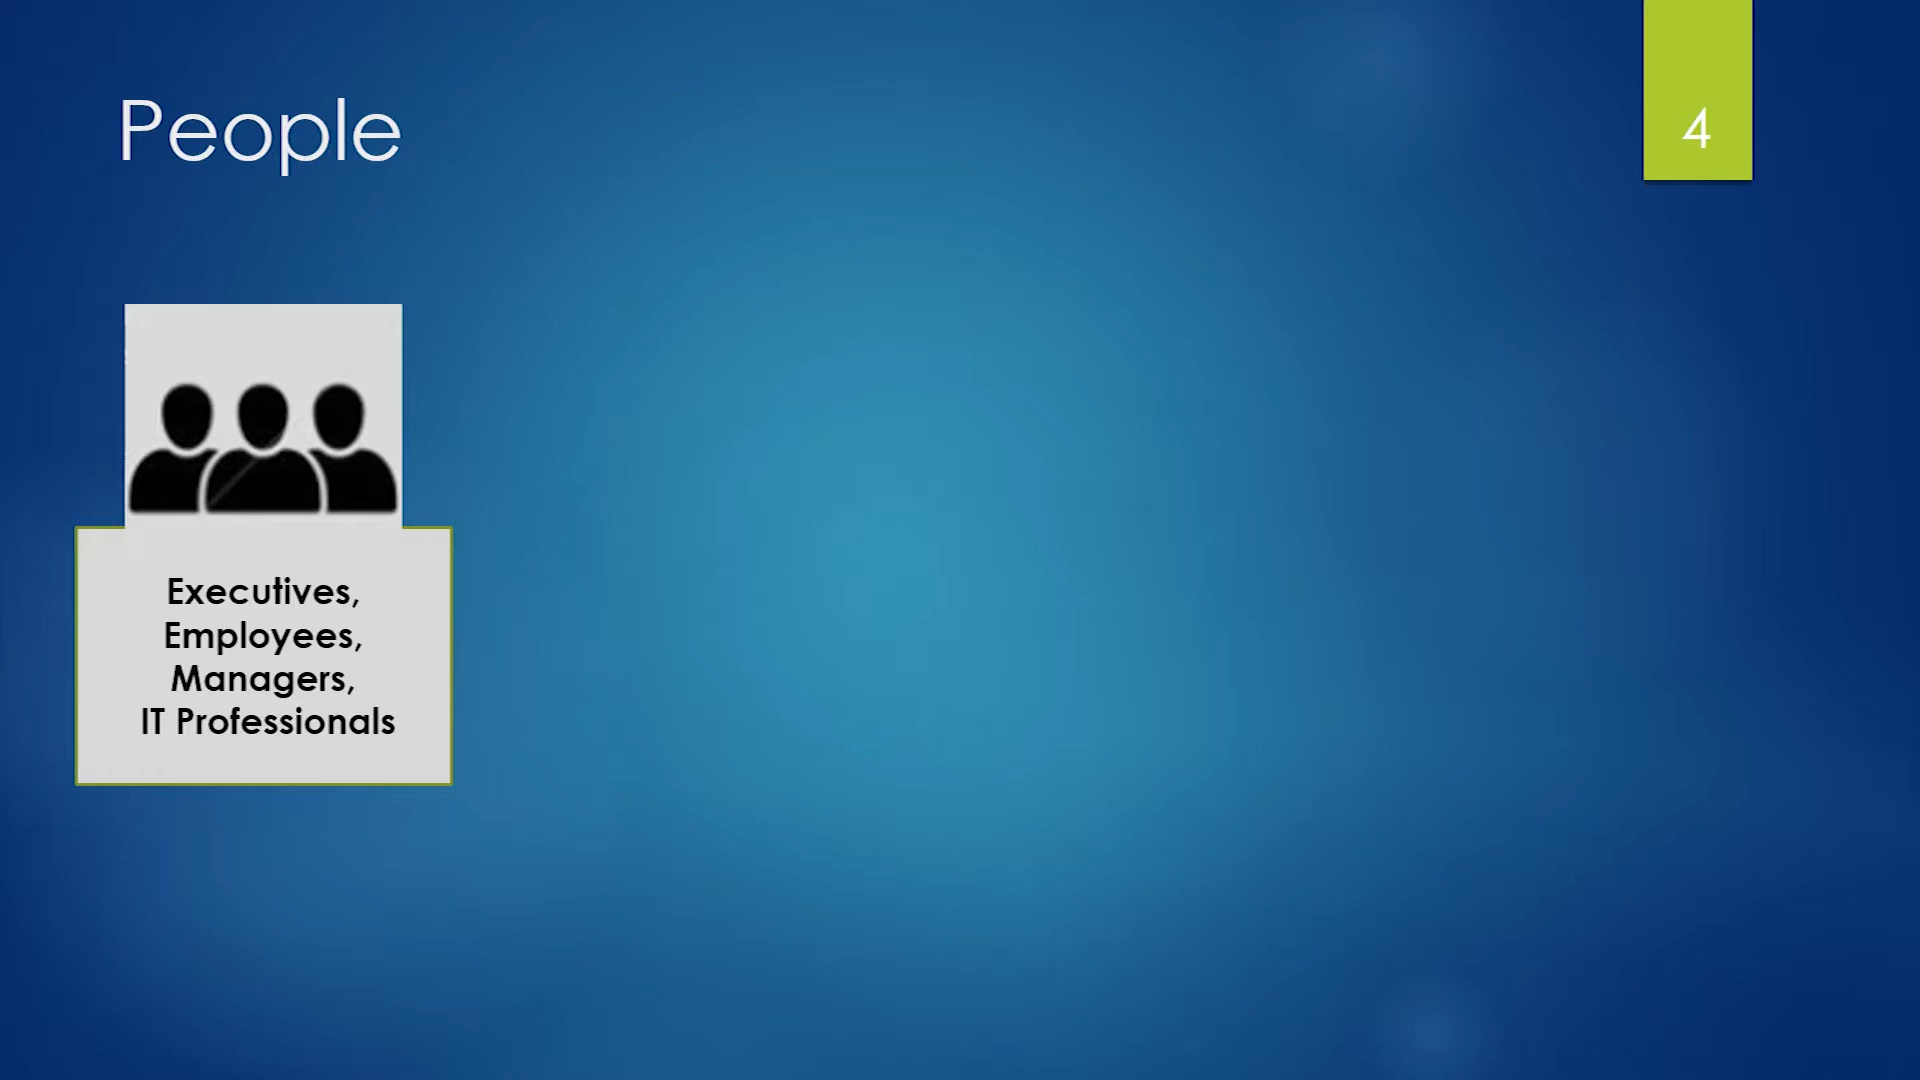 People
4
Executives,
Employees,
Managers,
IT Professionals